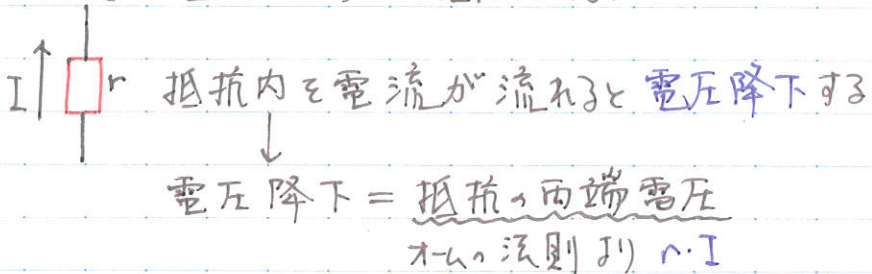 I r 抵抗内を電流が流れると電圧降下する
電圧降下 = 抵抗の両端電圧
オームの法則より r・I